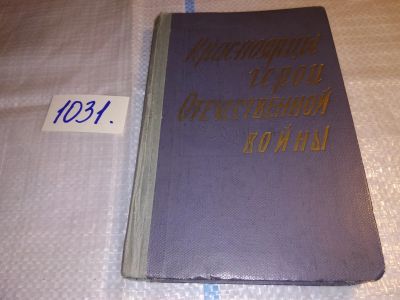 1031.
Красноярцы
герои
Отечественной
войны